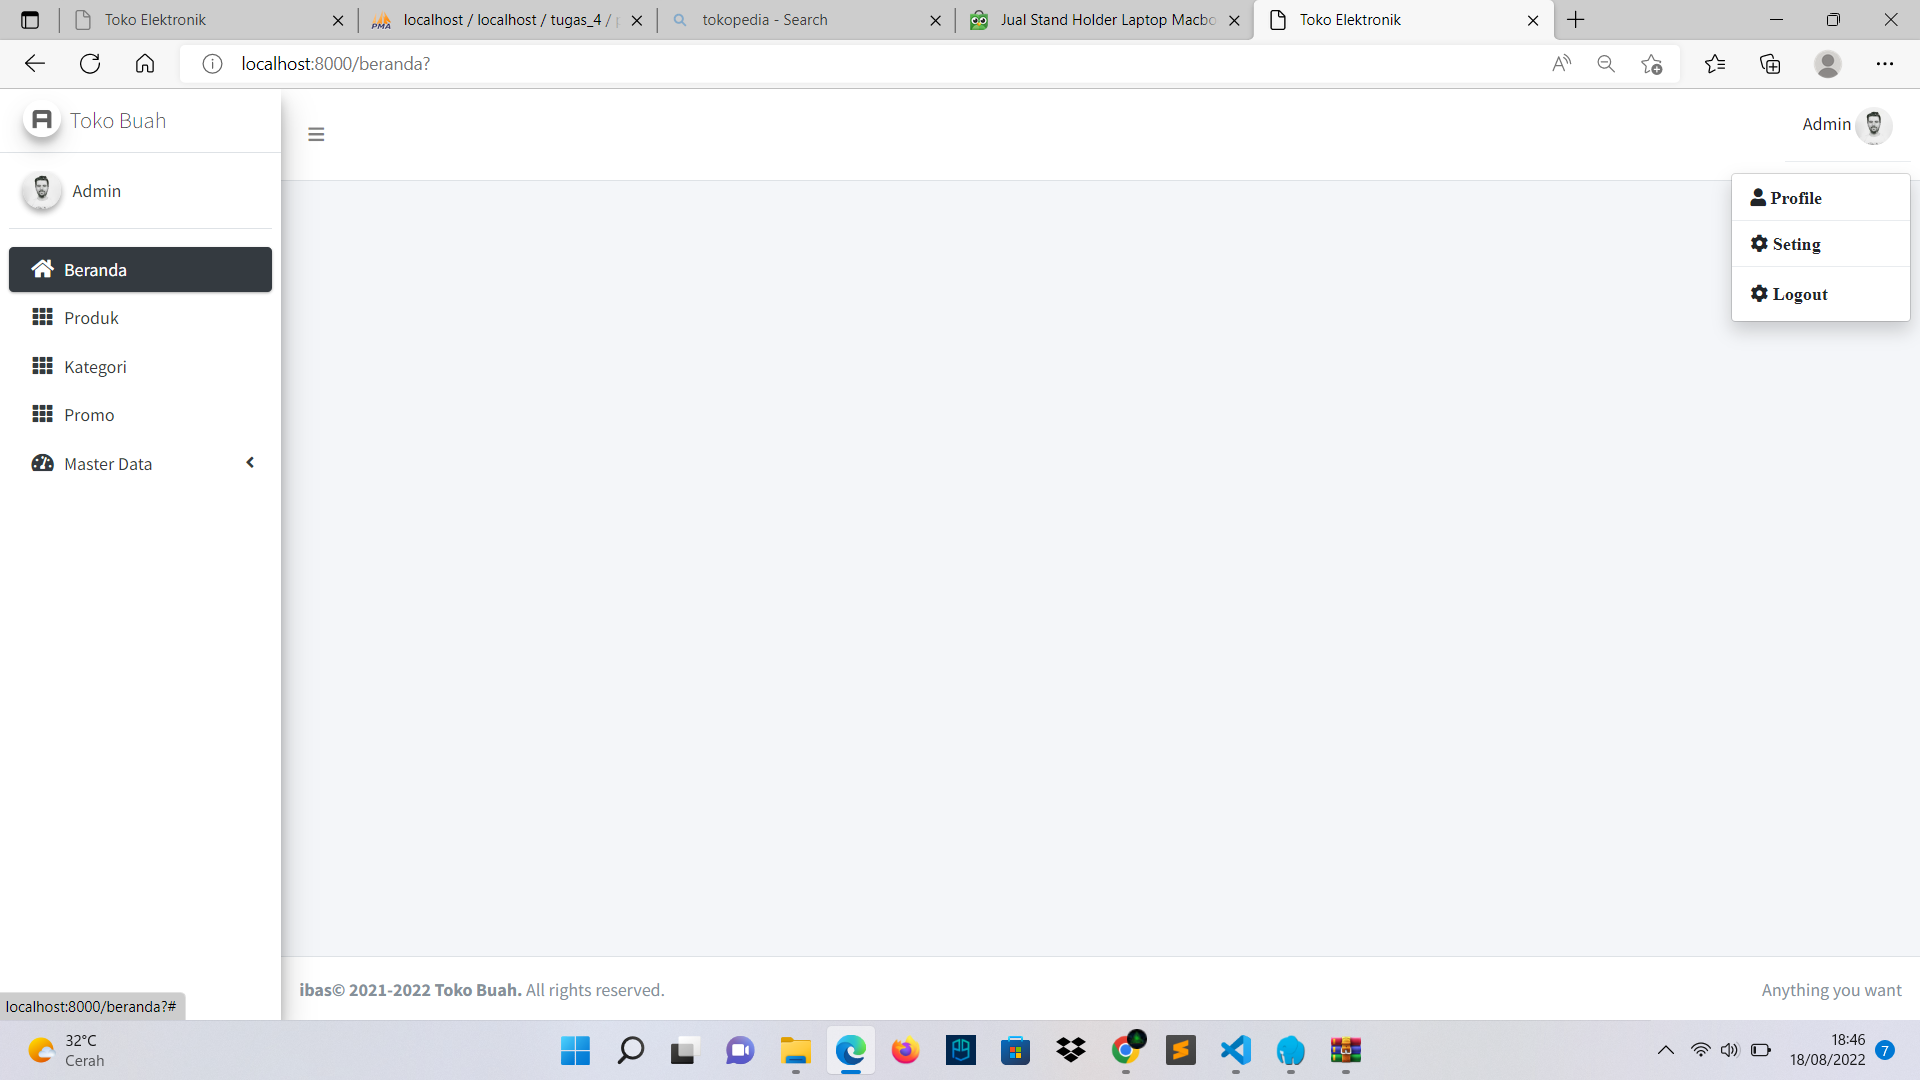 Toko Elektronik
localhost / localhost / tugas_4 /
tokopedia - Search
Jual Stand Holder Laptop Macbo
Toko Elektronik
localhost:8000/beranda?
Toko Buah
Admin
Admin
Profile
Seting
Logout
Beranda
Produk
Kategori
Promo
Master Data
ibas© 2021-2022 Toko Buah. All rights reserved.
Anything you want
localhost:8000/beranda?#
32°C
Cerah
18:46
18/08/2022
7